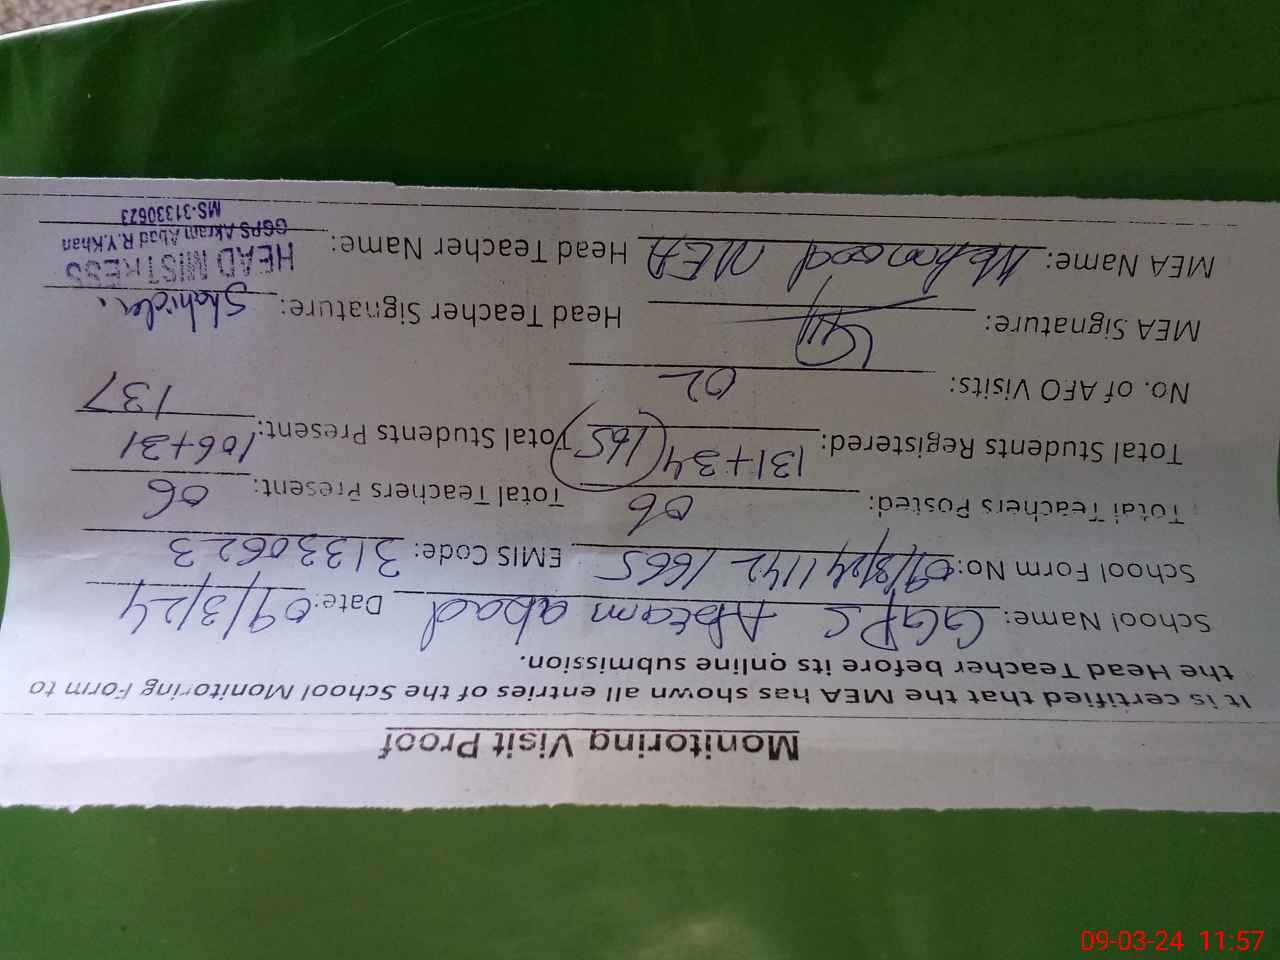 Monitoring Visit Proof
It is certified that the MEA has shown all entries of the School Monitoring Form to
the Head Teacher before its online submission.
School Name: GGPS Akram abad Date: 09/3/24
School Form No: 09/3/24 1142 1665 EMIS Code: 31330623
Total Teachers Posted: 06 Total Teachers Present: 06
Total Students Registered: 131+34 (165) Total Students Present: 106+31
137
No. of AFO Visits: 02
MEA Signature: Head Teacher Signature: Shahida.
MEA Name: Mehmood MEA Head Teacher Name: HEAD MISTRESS
GGPS Akram Abad R.Y.Khan
MS-31330623
09-03-24 11:57